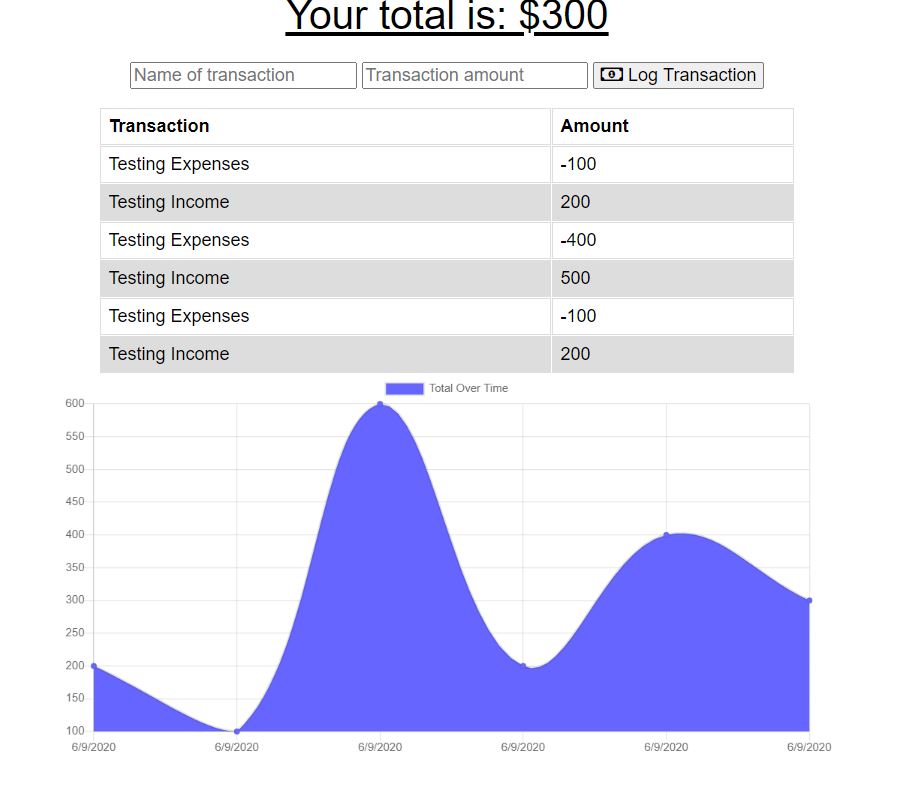 Your total is: $300
Name of transaction Transaction amount Log Transaction
Transaction Amount
Testing Expenses -100
Testing Income 200
Testing Expenses -400
Testing Income 500
Testing Expenses -100
Testing Income 200
Total Over Time
600
550
500
450
400
350
300
250
200
150
100
6/9/2020 6/9/2020 6/9/2020 6/9/2020 6/9/2020 6/9/2020